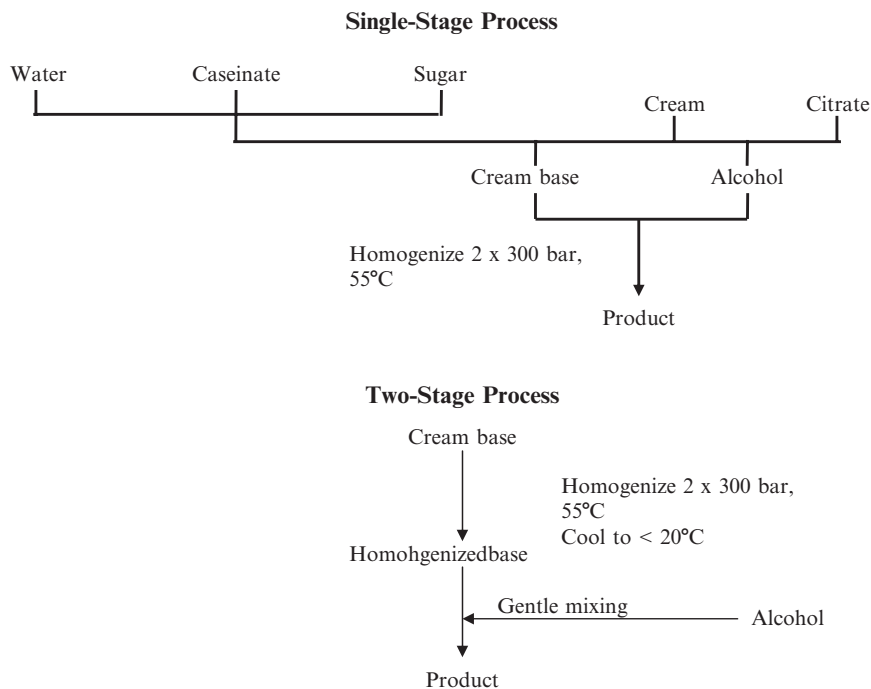 Single-Stage Process
Water
Caseinate
Sugar
Cream
Citrate
Cream base
Alcohol
Homogenize 2 x 300 bar,
55°C
Product
Two-Stage Process
Cream base
Homogenize 2 x 300 bar,
55°C
Cool to < 20°C
Homohgenizedbase
Gentle mixing
Alcohol
Product